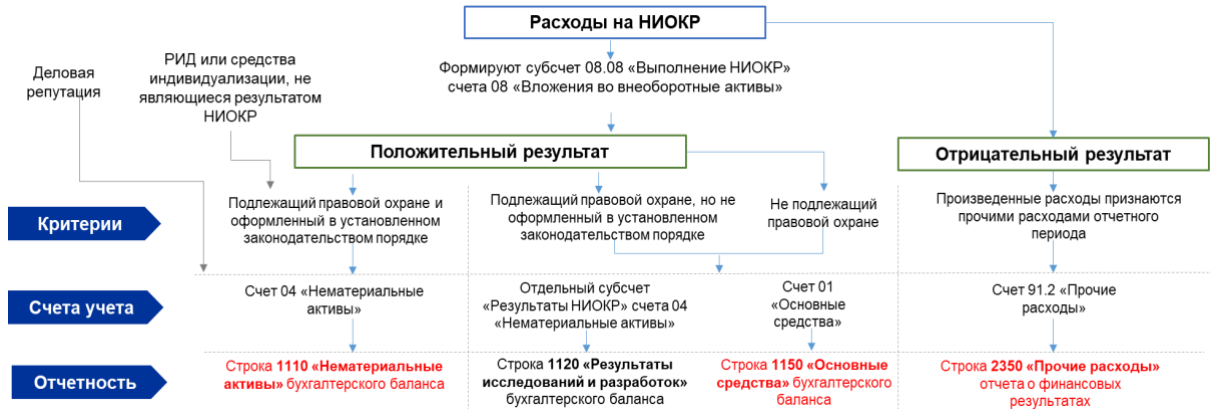 Расходы на НИОКР
Деловая
репутация
РИД или средства
индивидуализации, не
являющиеся результатом
НИОКР
Формируют субсчет 08.08 «Выполнение НИОКР»
счета 08 «Вложения во внеоборотные активы»
Положительный результат
Отрицательный результат
Критерии
Подлежащий правовой охране и
оформленный в установленном
законодательством порядке
Подлежащий правовой охране, но не
оформленный в установленном
законодательством порядке
Не подлежащий
правовой охране
Произведенные расходы признаются
прочими расходами отчетного
периода
Счета учета
Счет 04 «Нематериальные
активы»
Отдельный субсчет
«Результаты НИОКР» счета 04
«Нематериальные активы»
Счет 01
«Основные
средства»
Счет 91.2 «Прочие
расходы»
Отчетность
Строка 1110 «Нематериальные
активы» бухгалтерского баланса
Строка 1120 «Результаты
исследований и разработок»
бухгалтерского баланса
Строка 1150 «Основные
средства» бухгалтерского
баланса
Строка 2350 «Прочие расходы»
отчета о финансовых
результатах